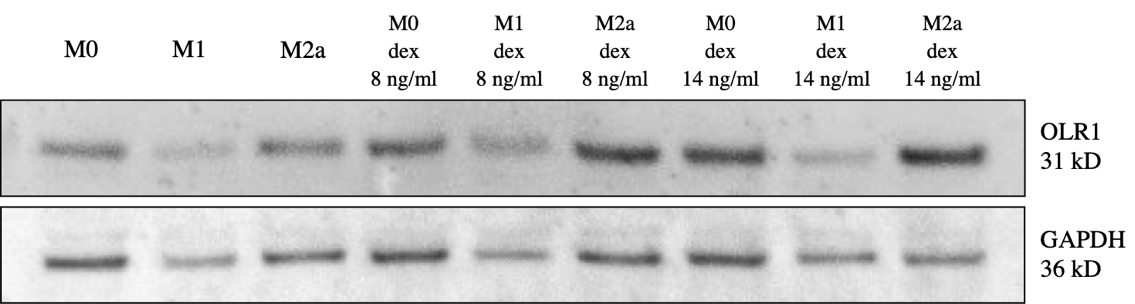 M0
M1
M2a
M0
dex
8 ng/ml
M1
dex
8 ng/ml
M2a
dex
8 ng/ml
M0
dex
14 ng/ml
M1
dex
14 ng/ml
M2a
dex
14 ng/ml
OLR1
31 kD
GAPDH
36 kD